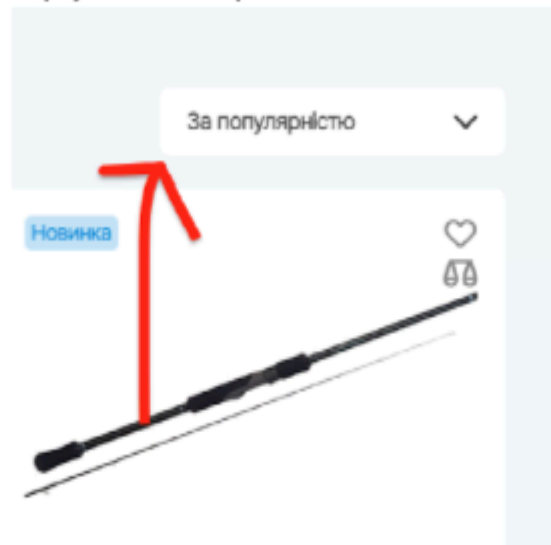 За популярністю
Новинка